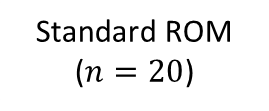 Standard ROM
(n = 20)